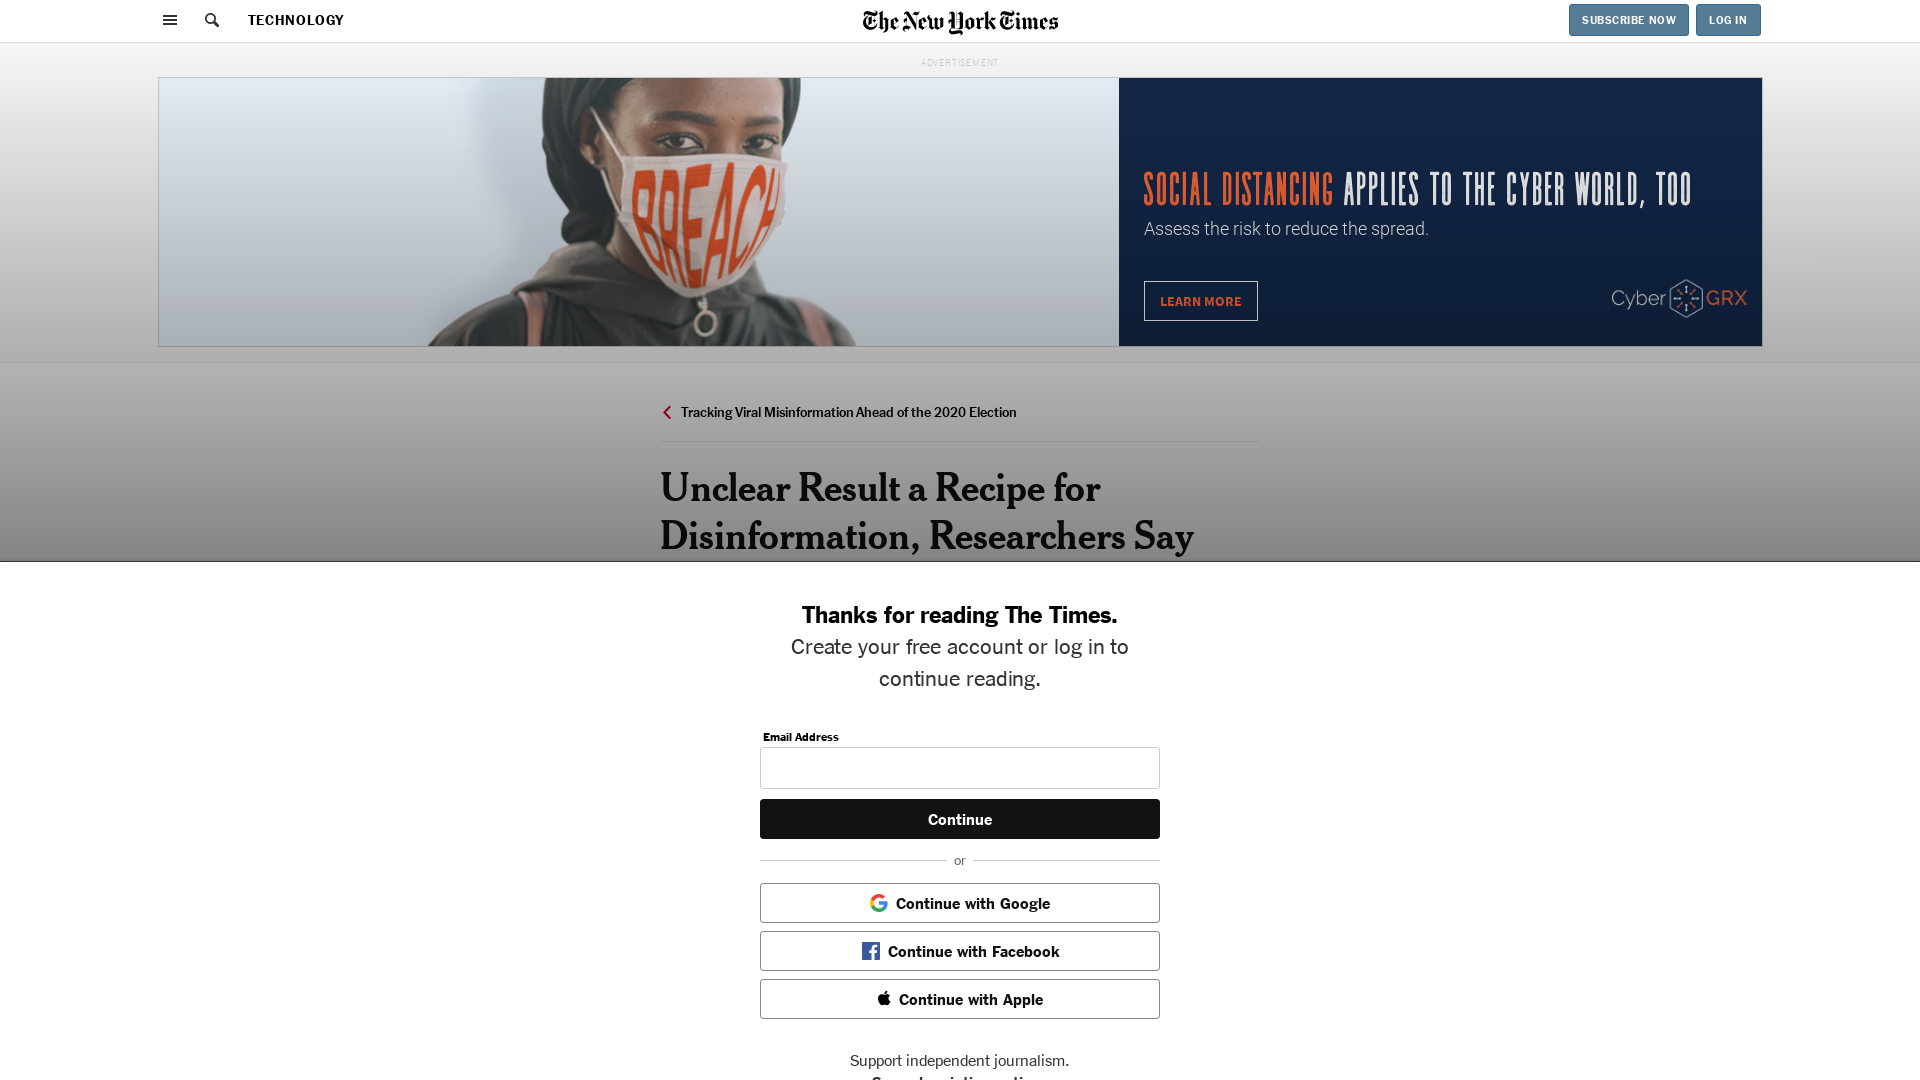 TECHNOLOGY
The New York Times
SUBSCRIBE NOW
LOG IN
ADVERTISEMENT
BREACH
SOCIAL DISTANCING APPLIES TO THE CYBER WORLD, TOO
Assess the risk to reduce the spread.
LEARN MORE
CyberGRX
Tracking Viral Misinformation Ahead of the 2020 Election
Unclear Result a Recipe for
Disinformation, Researchers Say
Thanks for reading The Times.
Create your free account or log in to
continue reading.
Email Address
Continue
or
Continue with Google
Continue with Facebook
Continue with Apple
Support independent journalism.